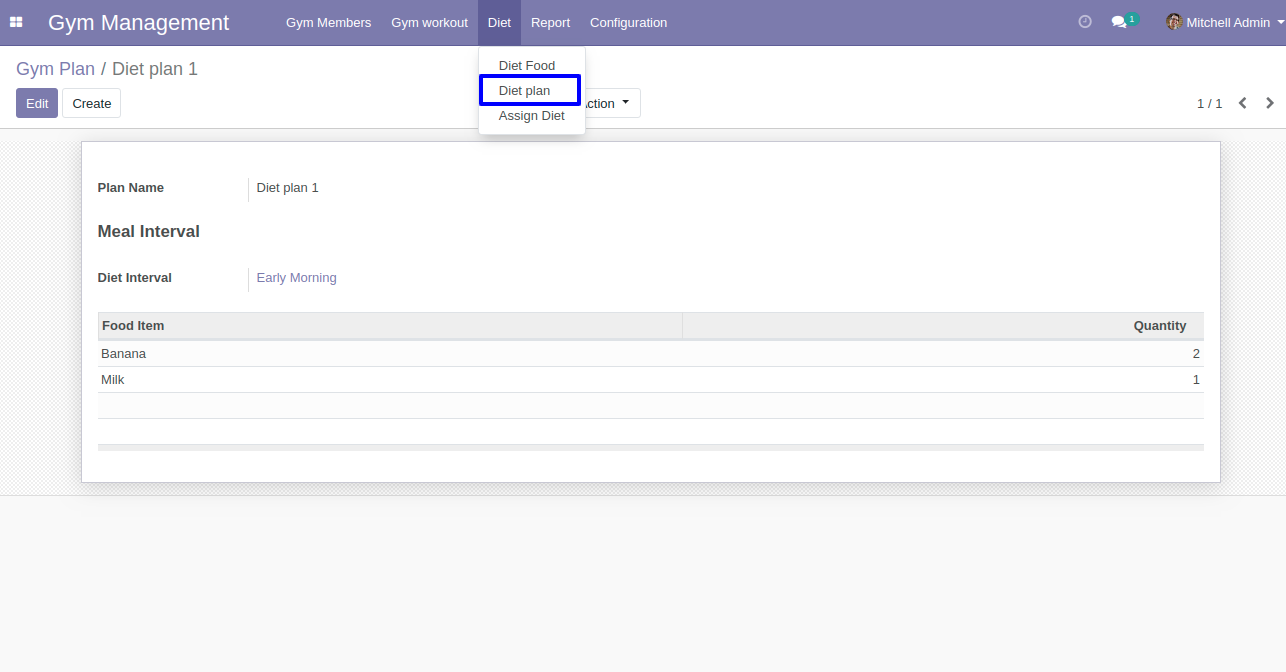 Gym Management Gym Members Gym workout Diet Report Configuration 1 Mitchell Admin
Gym Plan / Diet plan 1
Diet Food
Diet plan
Assign Diet
Edit Create ction 1 / 1
Plan Name Diet plan 1
Meal Interval
Diet Interval Early Morning
Food Item Quantity
Banana 2
Milk 1